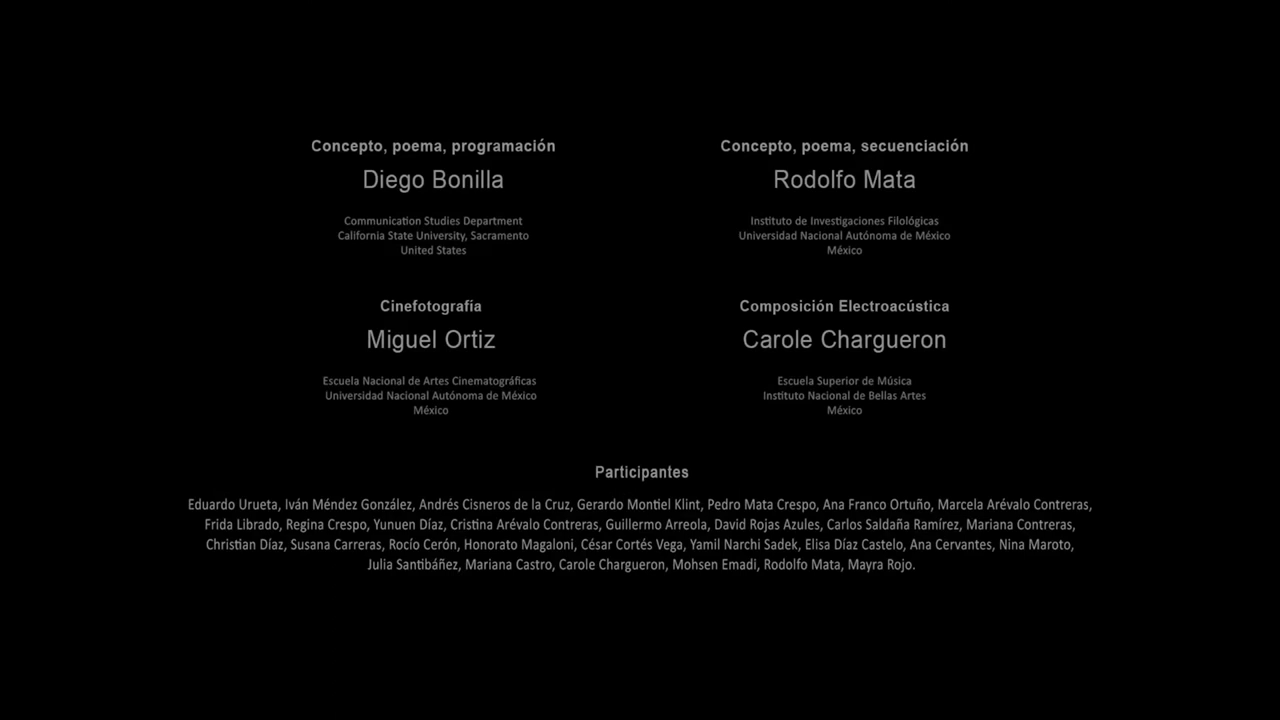 Concepto, poema, programación
Diego Bonilla
Communication Studies Department
California State University, Sacramento
United States
Concepto, poema, secuenciación
Rodolfo Mata
Instituto de Investigaciones Filológicas
Universidad Nacional Autónoma de México
México
Cinefotografía
Miguel Ortiz
Escuela Nacional de Artes Cinematográficas
Universidad Nacional Autónoma de México
México
Composición Electroacústica
Carole Chargueron
Escuela Superior de Música
Instituto Nacional de Bellas Artes
México
Participantes
Eduardo Urueta, Iván Méndez González, Andrés Cisneros de la Cruz, Gerardo Montiel Klint, Pedro Mata Crespo, Ana Franco Ortuño, Marcela Arévalo Contreras,
Frida Librado, Regina Crespo, Yunuen Díaz, Cristina Arévalo Contreras, Guillermo Arreola, David Rojas Azules, Carlos Saldaña Ramírez, Mariana Contreras,
Christian Díaz, Susana Carreras, Rocío Cerón, Honorato Magaloni, César Cortés Vega, Yamil Narchi Sadek, Elisa Díaz Castelo, Ana Cervantes, Nina Maroto,
Julia Santibáñez, Mariana Castro, Carole Chargueron, Mohsen Emadi, Rodolfo Mata, Mayra Rojo.